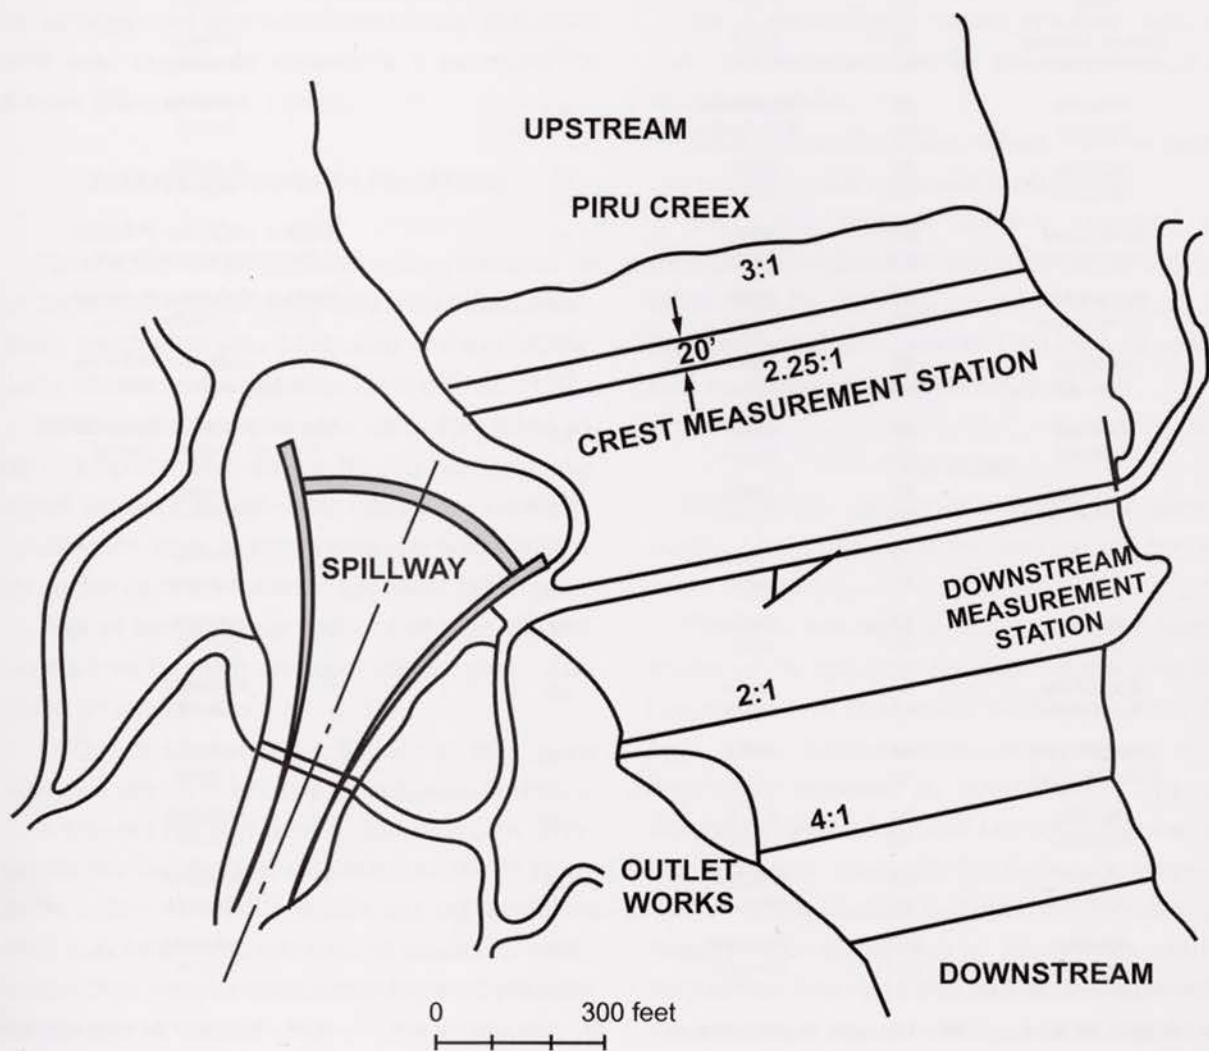 UPSTREAM
PIRU CREEX
3:1
20'
2.25:1
CREST MEASUREMENT STATION
SPILLWAY
DOWNSTREAM
MEASUREMENT
STATION
2:1
4:1
OUTLET
WORKS
DOWNSTREAM
0 300 feet